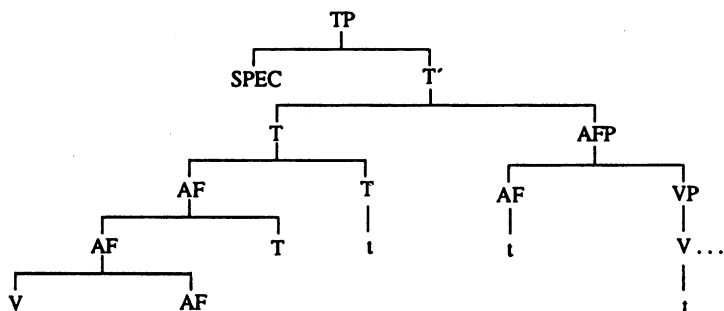 TP
SPEC T´
T AFP
AF T AF VP
AF T t t V . . .
V AF t